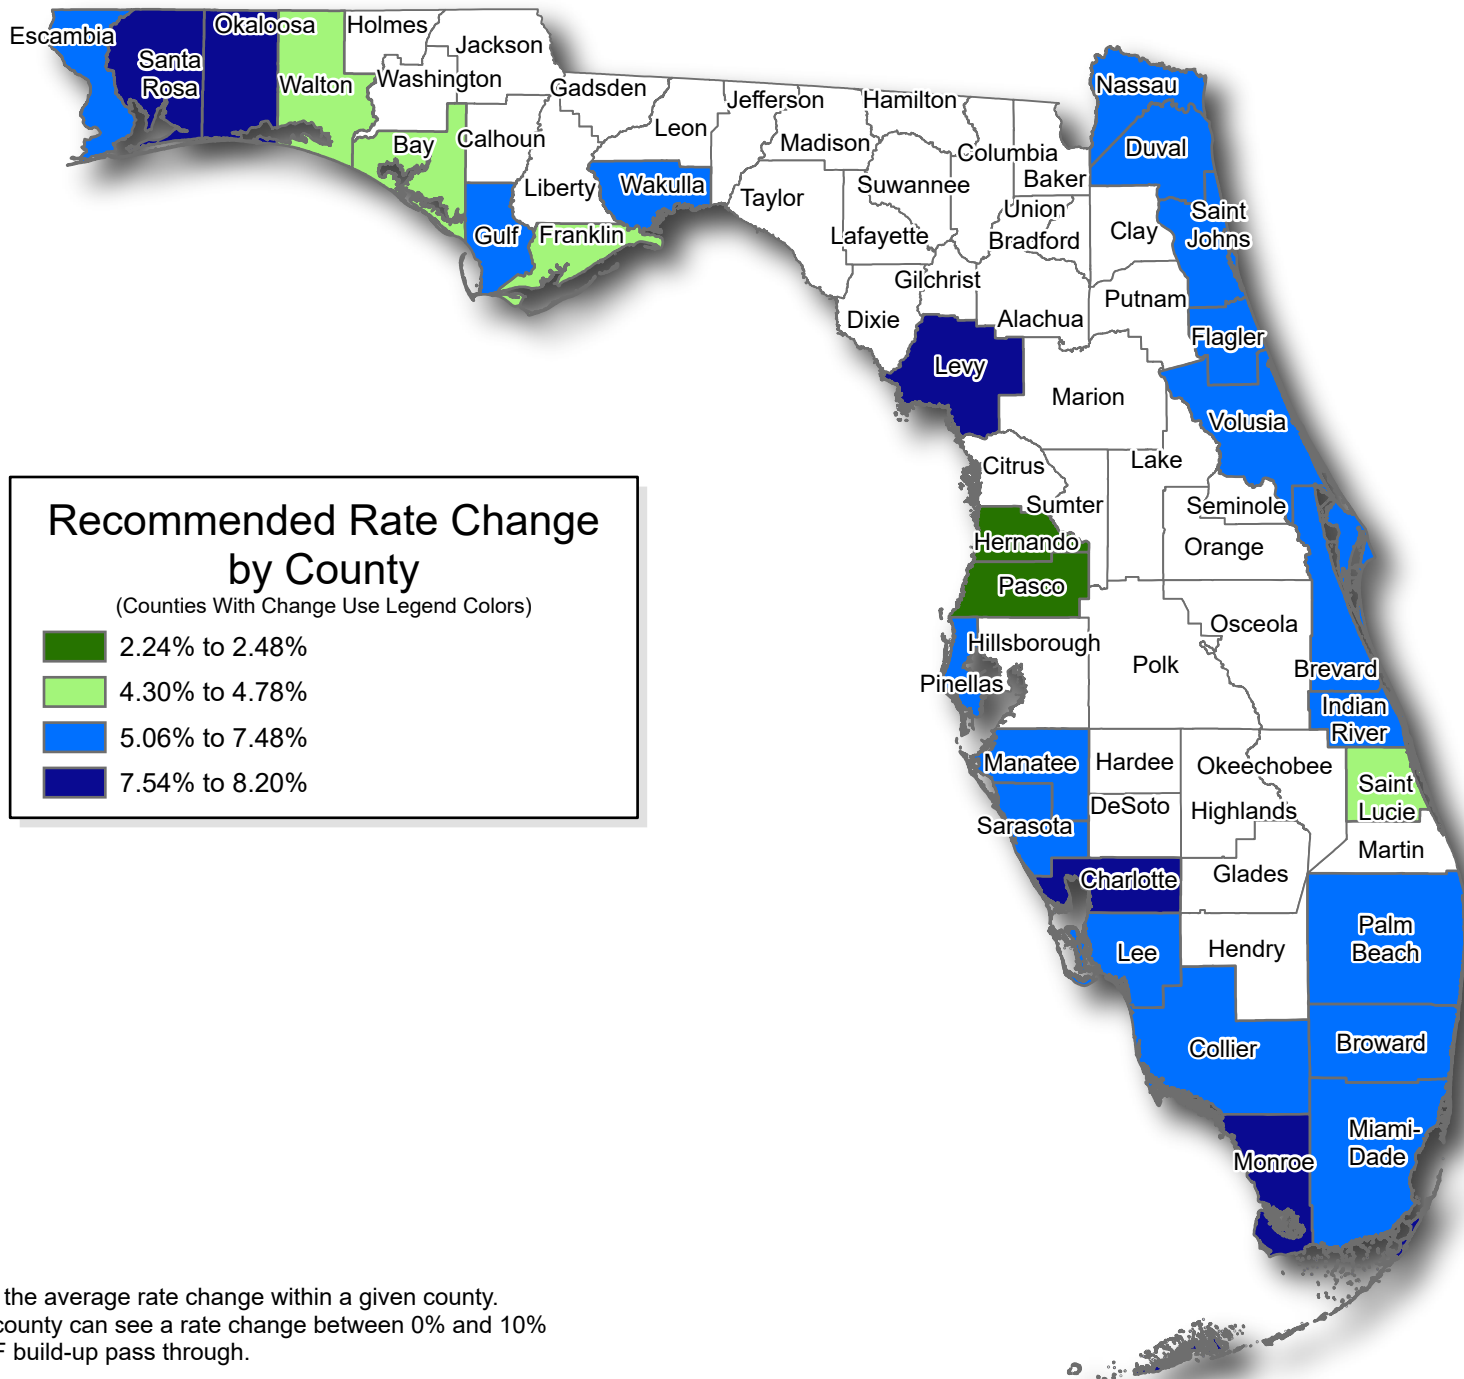 Escambia
Santa
Rosa
Okaloosa
Walton
Holmes
Jackson
Washington
Bay
Calhoun
Gadsden
Liberty
Gulf
Franklin
Leon
Wakulla
Jefferson
Madison
Taylor
Hamilton
Suwannee
Lafayette
Columbia
Baker
Union
Bradford
Gilchrist
Dixie
Alachua
Nassau
Duval
Clay
Saint
Johns
Putnam
Flagler
Levy
Marion
Volusia
Citrus
Lake
Sumter
Seminole
Hernando
Orange
Pasco
Hillsborough
Pinellas
Polk
Osceola
Brevard
Indian
River
Manatee
Hardee
Okeechobee
Highlands
DeSoto
Sarasota
Saint
Lucie
Martin
Charlotte
Glades
Lee
Hendry
Palm
Beach
Collier
Broward
Monroe
Miami-
Dade
Recommended Rate Change
by County
(Counties With Change Use Legend Colors)
2.24% to 2.48%
4.30% to 4.78%
5.06% to 7.48%
7.54% to 8.20%
the average rate change within a given county.
county can see a rate change between 0% and 10%
F build-up pass through.